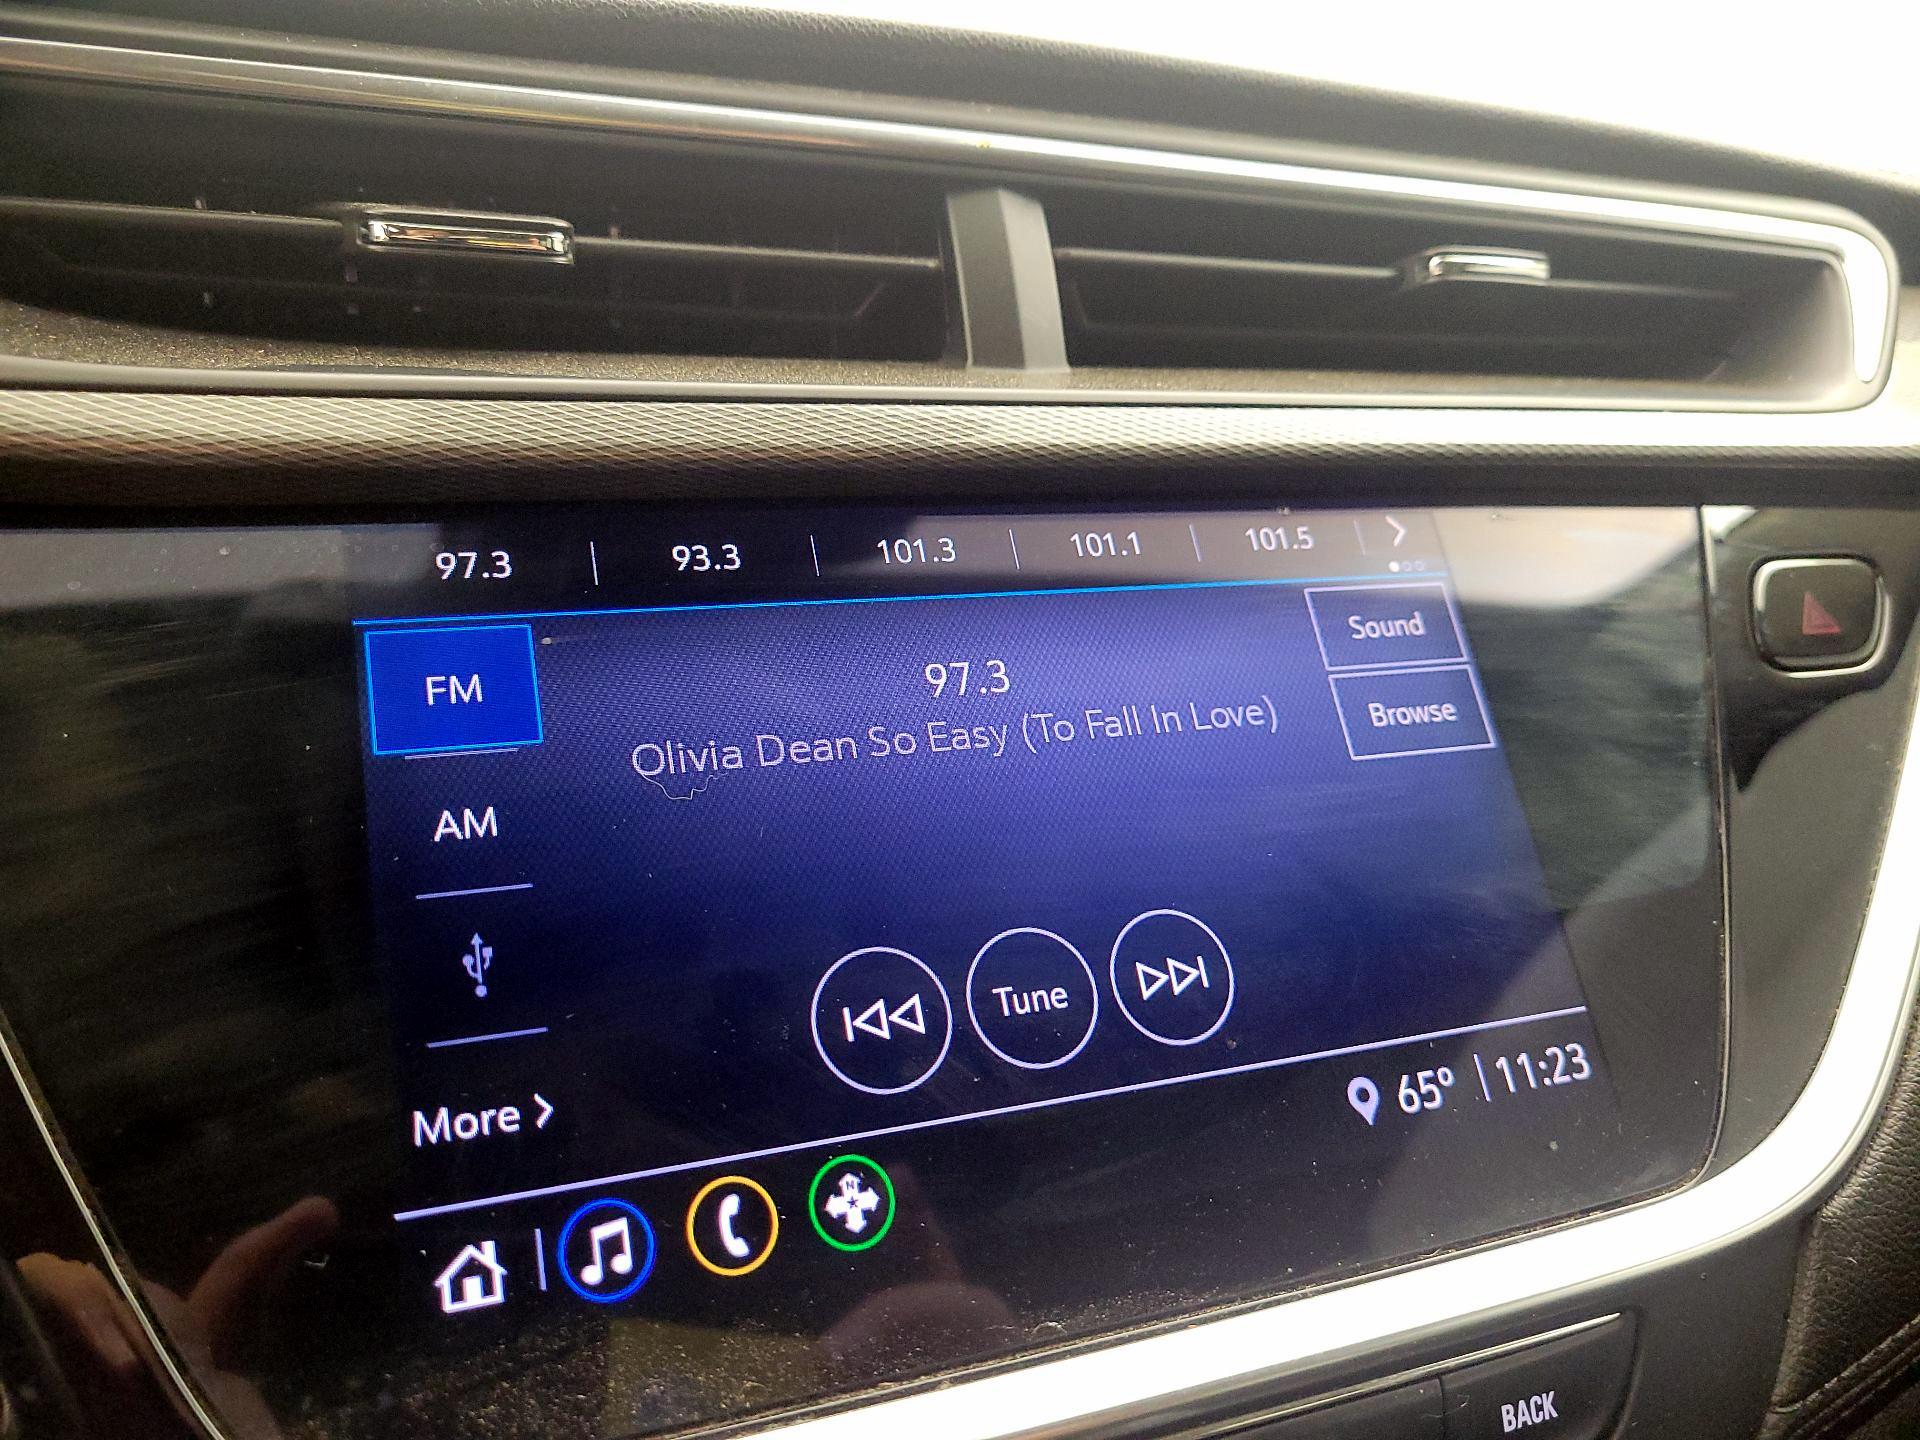 97.3 93.3 101.3 101.1 101.5
Sound
FM
97.3
Olivia Dean So Easy (To Fall In Love)
Browse
AM
Tune
More
65° 11:23
N
BACK